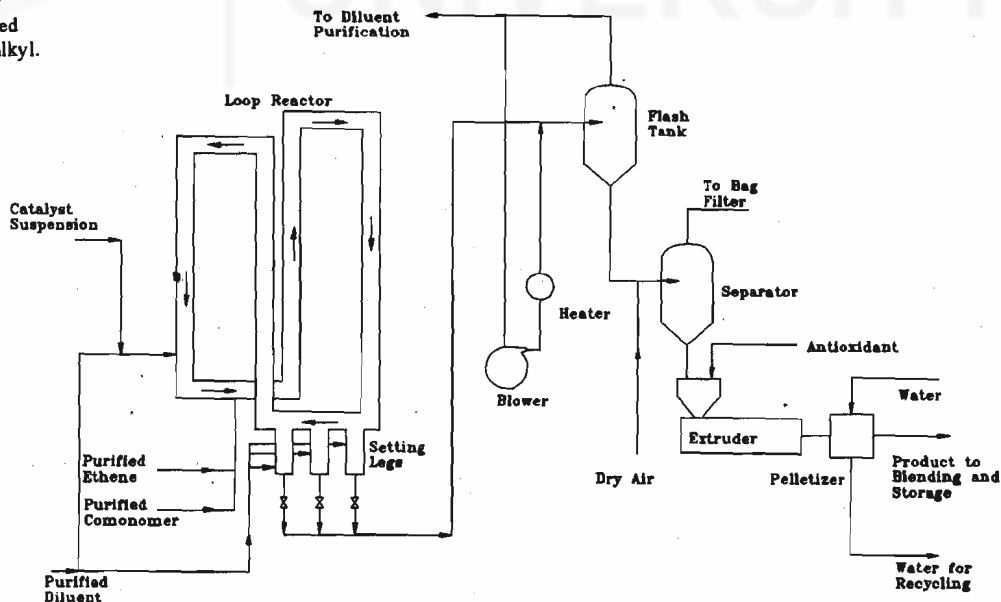 ed
alkyl.
To Diluent
Purification
Loop Reactor
Flash
Tank
To Bag
Filter
Catalyst
Suspension
Separator
Heater
Antioxidant
Blower
Water
Setting
Legs
Extruder
Purified
Ethene
Dry Air
Pelletizer
Product to
Blending and
Storage
Purified
Comonomer
Water for
Recycling
Purified
Diluent